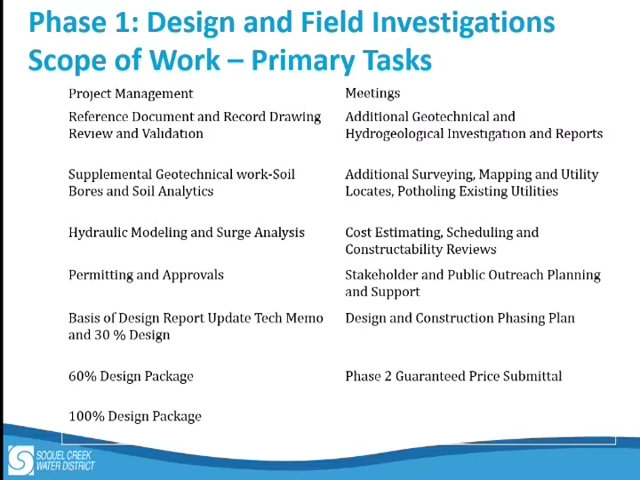 Phase 1: Design and Field Investigations
Scope of Work – Primary Tasks
Project Management
Meetings
Reference Document and Record Drawing
Review and Validation
Additional Geotechnical and
Hydrogeological Investigation and Reports
Supplemental Geotechnical work-Soil
Bores and Soil Analytics
Additional Surveying, Mapping and Utility
Locates, Potholing Existing Utilities
Hydraulic Modeling and Surge Analysis
Cost Estimating, Scheduling and
Constructability Reviews
Permitting and Approvals
Stakeholder and Public Outreach Planning
and Support
Basis of Design Report Update Tech Memo
and 30 % Design
Design and Construction Phasing Plan
60% Design Package
Phase 2 Guaranteed Price Submittal
100% Design Package
SOQUEL CREEK
WATER DISTRICT